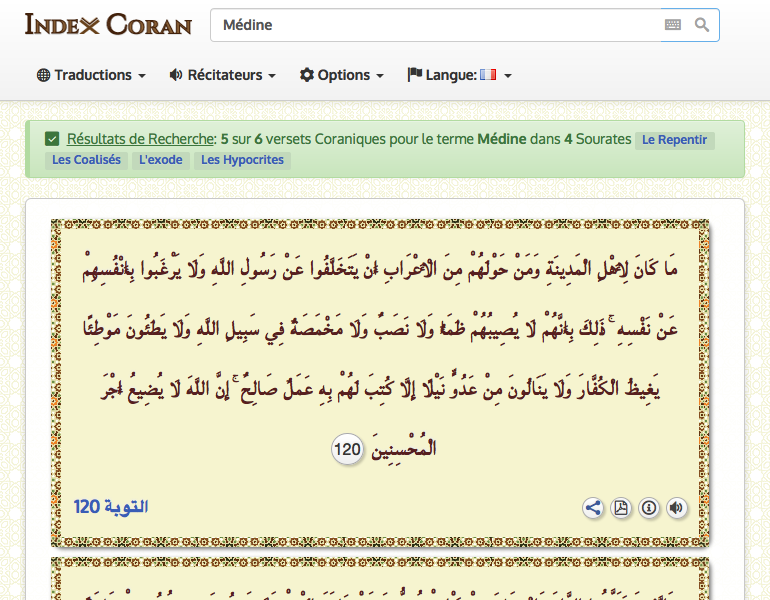 INDEX CORAN
Médine
Traductions
Récitateurs
Options
Langue:
Résultats de Recherche: 5 sur 6 versets Coraniques pour le terme Médine dans 4 Sourates Le Repentir
Les Coalisés L'exode Les Hypocrites
مَا كَانَ لِأَهْلِ الْمَدِينَةِ وَمَنْ حَوْلَهُمْ مِنَ الْأَعْرَابِ أَنْ يَتَخَلَّفُوا عَنْ رَسُولِ اللَّهِ وَلَا يَرْغَبُوا بِأَنْفُسِهِمْ
عَنْ نَفْسِهِ ۚ ذَٰلِكَ بِأَنَّهُمْ لَا يُصِيبُهُمْ ظَمَأٌ وَلَا نَصَبٌ وَلَا مَخْمَصَةٌ فِي سَبِيلِ اللَّهِ وَلَا يَطَئُونَ مَوْطِئًا
يَغِيظُ الْكُفَّارَ وَلَا يَنَالُونَ مِنْ عَدُوٍّ نَيْلًا إِلَّا كُتِبَ لَهُمْ بِهِ عَمَلٌ صَالِحٌ ۚ إِنَّ اللَّهَ لَا يُضِيعُ أَجْرَ
الْمُحْسِنِينَ 120
التوبة 120